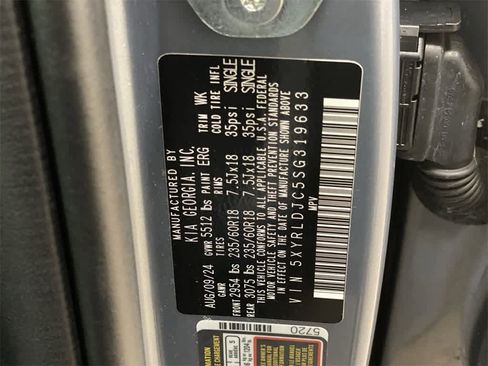 MANUFACTURED BY
KIA GEORGIA, INC.
AUG/09/24 GVWR 5512 lbs PAINT ERG TRIM WK
GAWR TIRES RIMS COLD TIRE INFL
FRONT 2954 lbs 235/60R18 7.5Jx18 35psi SINGLE
REAR 3075 lbs 235/60R18 7.5Jx18 35psi SINGLE
THIS VEHICLE CONFORMS TO ALL APPLICABLE U.S.A. FEDERAL
MOTOR VEHICLE SAFETY AND THEFT PREVENTION STANDARDS
IN EFFECT ON THE DATE OF MANUFACTURE SHOWN ABOVE
V I N 5XYRLDJC5SG319633
MPV
5720